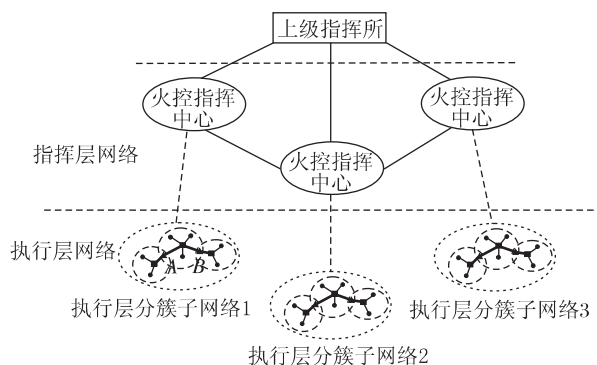 上级指挥所
火控指挥
中心
火控指挥
中心
火控指挥
中心
指挥层网络
执行层网络
A B
执行层分簇子网络1
执行层分簇子网络3
执行层分簇子网络2